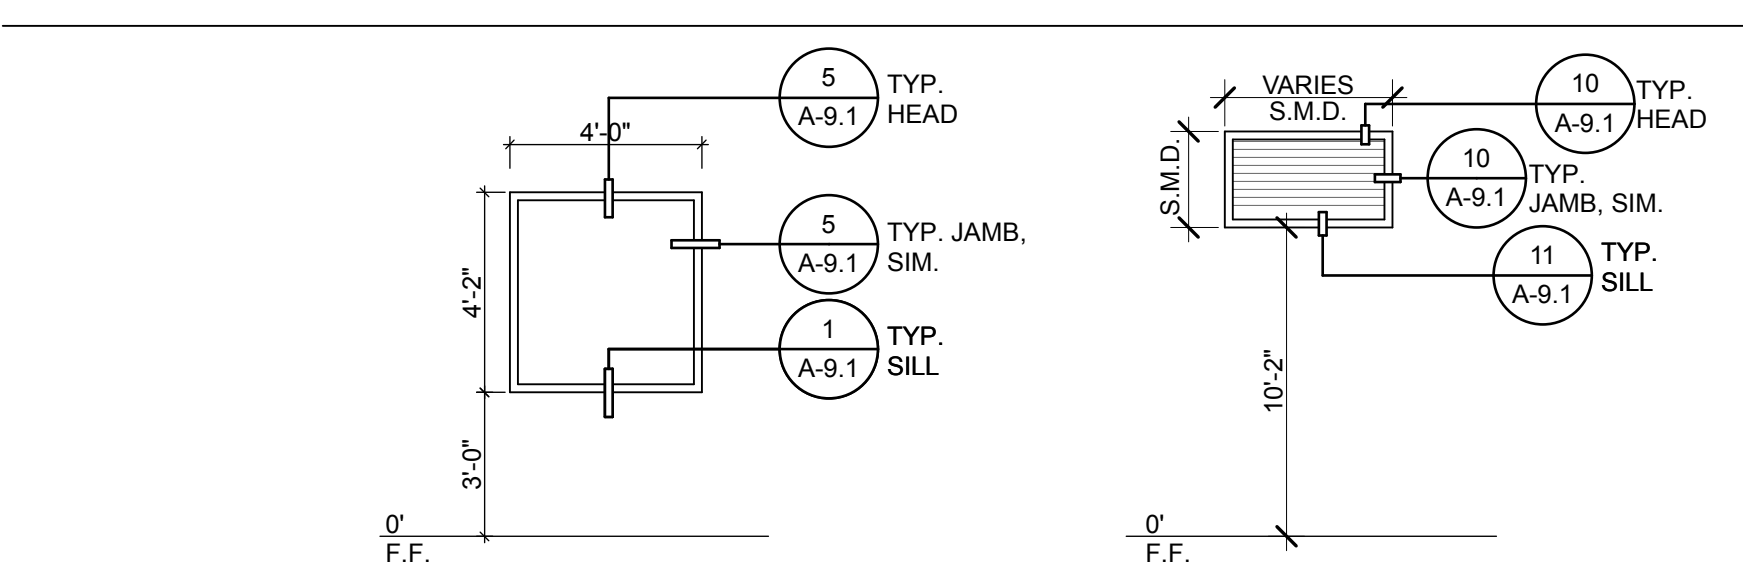 5
A-9.1
TYP.
HEAD
4'-0"
5
A-9.1
TYP. JAMB,
SIM.
4'-2"
1
A-9.1
TYP.
SILL
3'-0"
0'
F.F.
VARIES
S.M.D.
10
A-9.1
TYP.
HEAD
S.M.D.
10
A-9.1
TYP.
JAMB, SIM.
11
A-9.1
TYP.
SILL
10'-2"
0'
F.F.